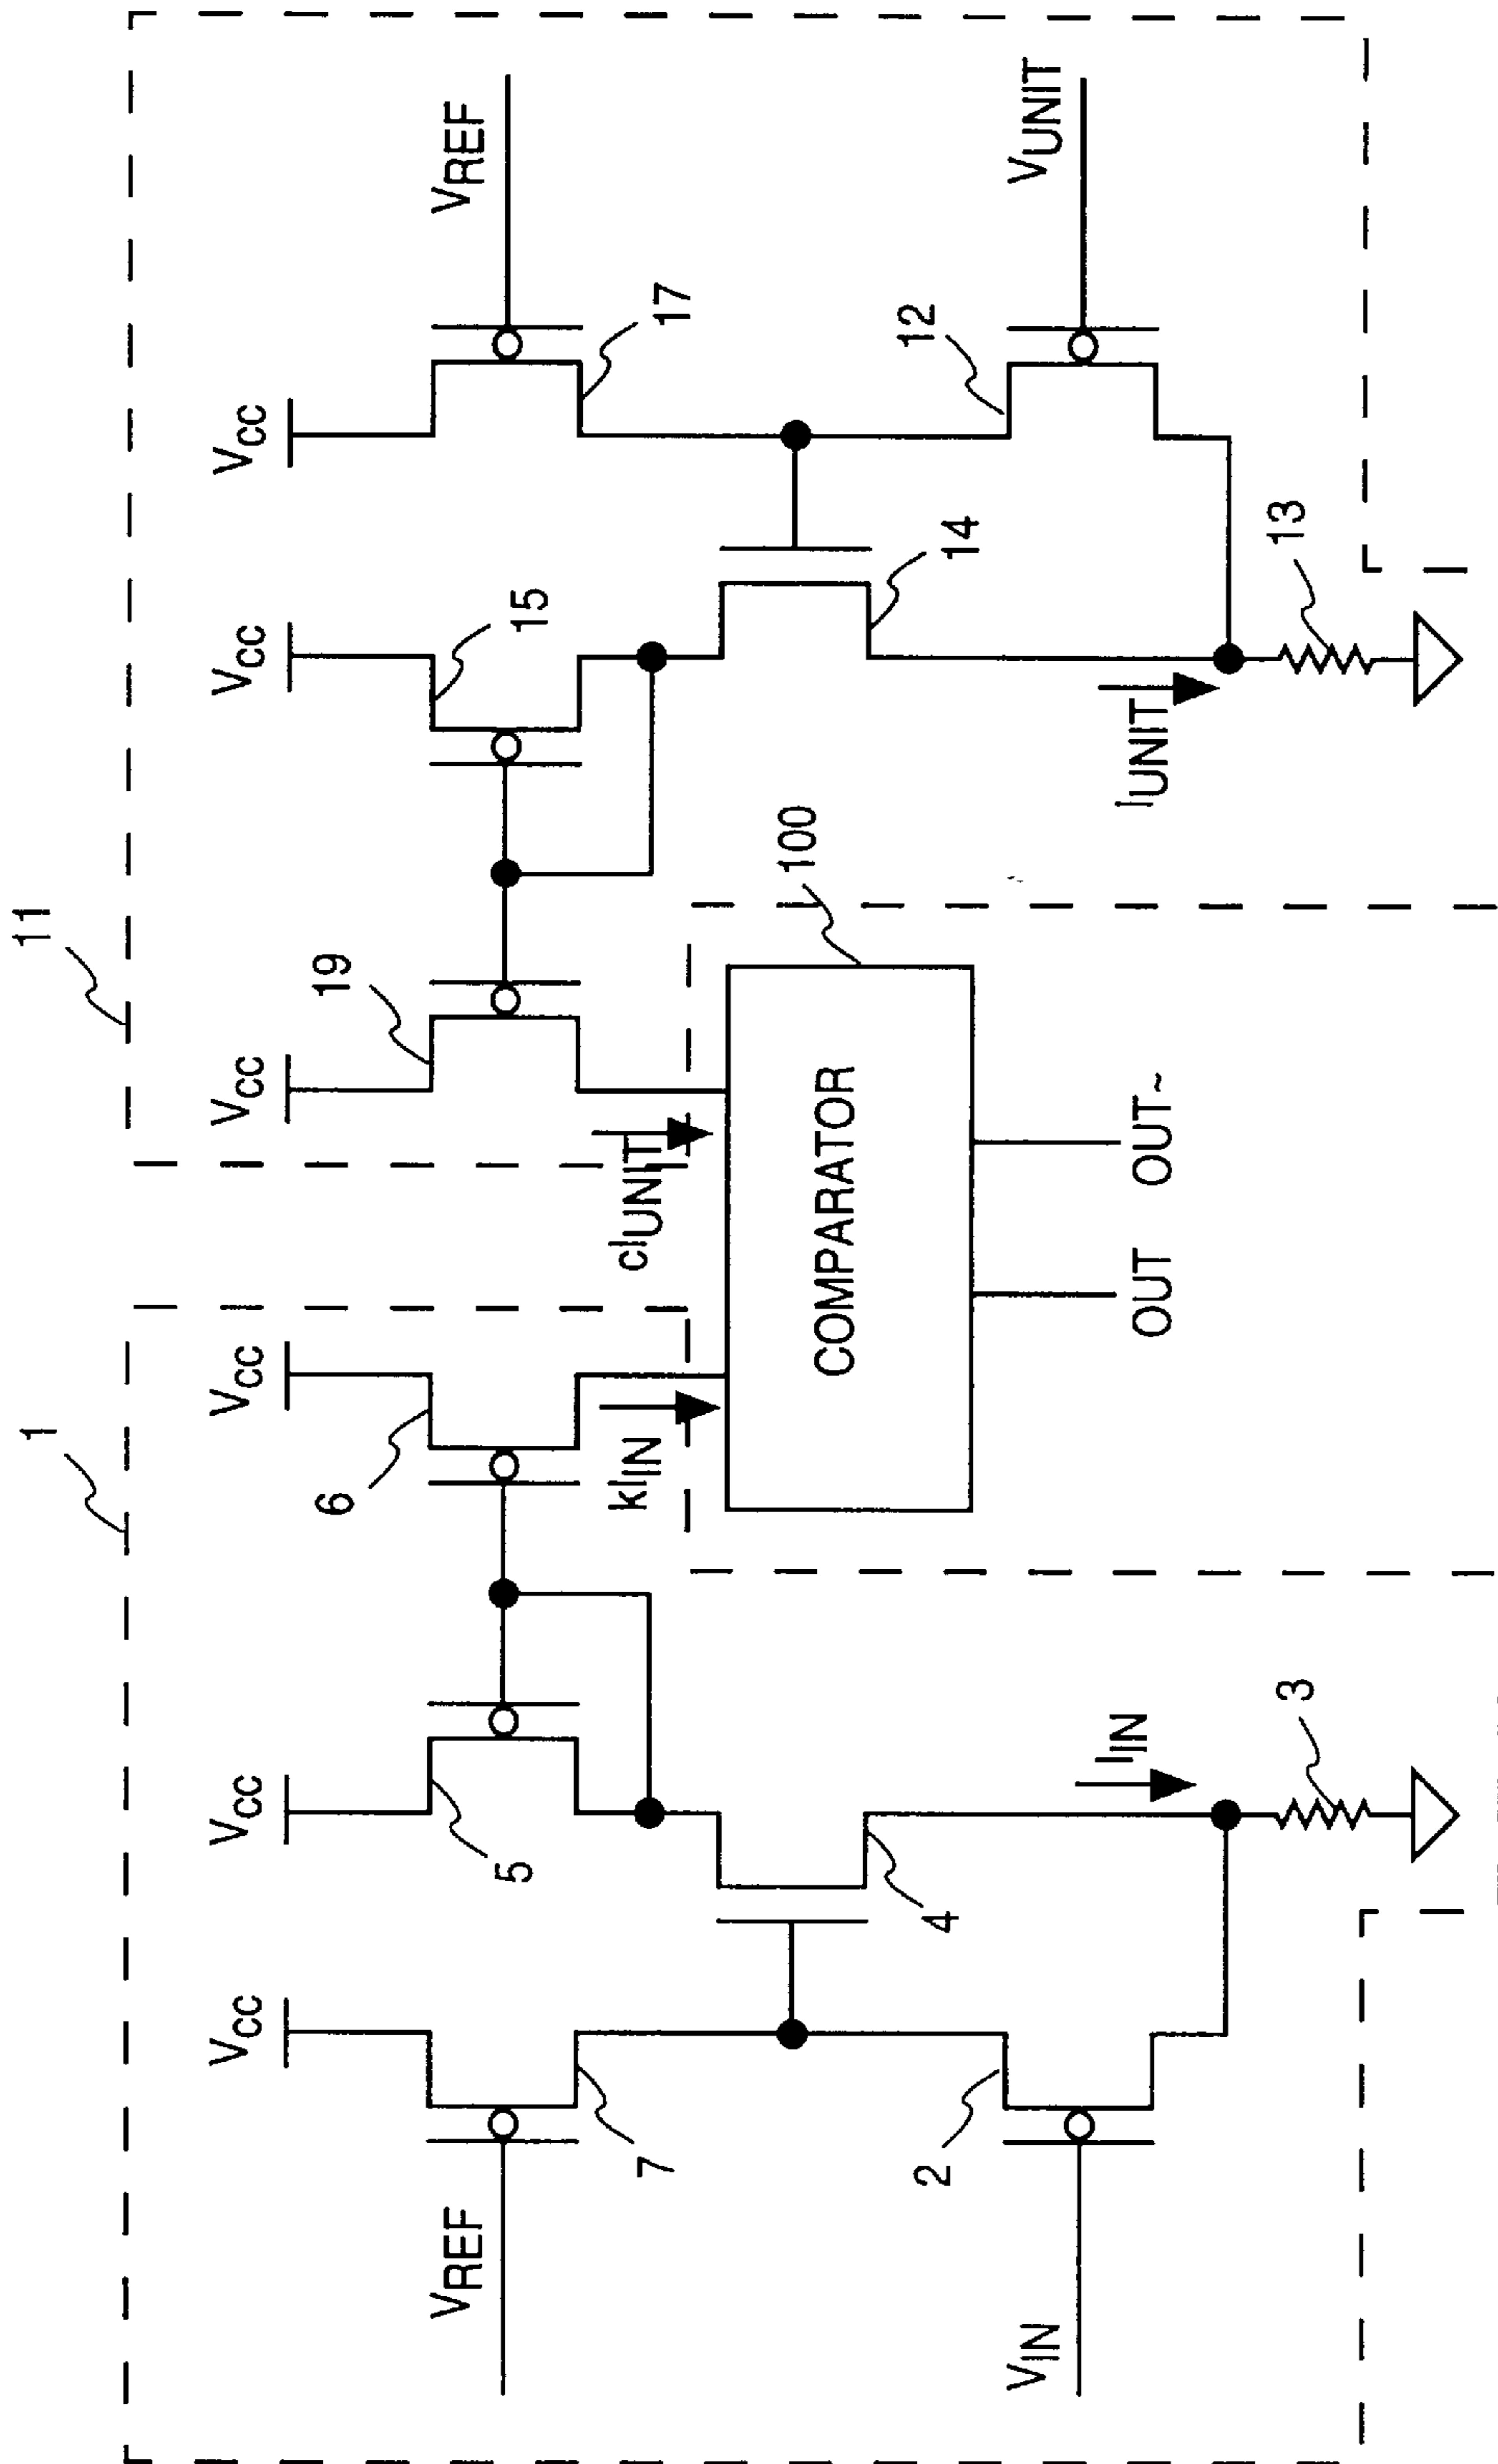 1
11
VCC
VCC
VCC
VCC
VCC
VCC
5
6
19
15
VREF
VREF
7
17
kIIN
cIUNIT
COMPARATOR
100
4
14
2
12
VIN
VUNIT
IIN
IUNIT
OUT
OUT~
3
13